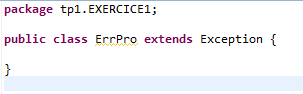 package tp1.EXERCICE1;
public class ErrPro extends Exception {
}